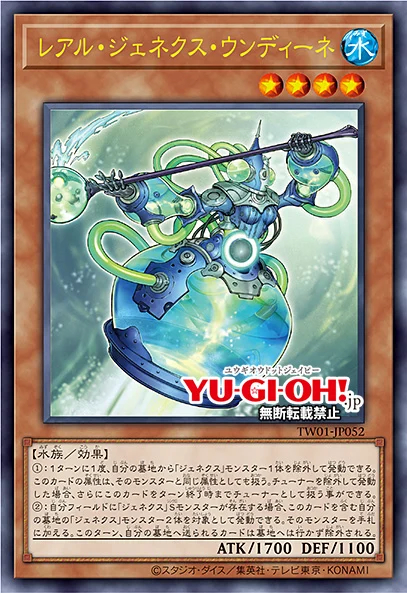 レアル・ジェネクス・ウンディーネ
水
ユウギオウドットジェイピー
YU-GI-OH!.jp
無断転載禁止
TW01-JP052
【水族／効果】
①：1ターンに1度、自分の墓地から「ジェネクス」モンスター1体を除外して発動できる。
このカードの属性は、そのモンスターと同じ属性としても扱う。チューナーを除外して発動
した場合、さらにこのカードをターン終了時までチューナーとして扱う事ができる。
②：自分フィールドに「ジェネクス」Sモンスターが存在する場合、このカードを含む自分
の墓地の「ジェネクス」モンスター2体を対象として発動できる。そのモンスターを手札
に加える。このターン、自分の墓地へ送られるカードは墓地へは行かず除外される。
ATK/1700 DEF/1100
©スタジオ・ダイス／集英社・テレビ東京・KONAMI